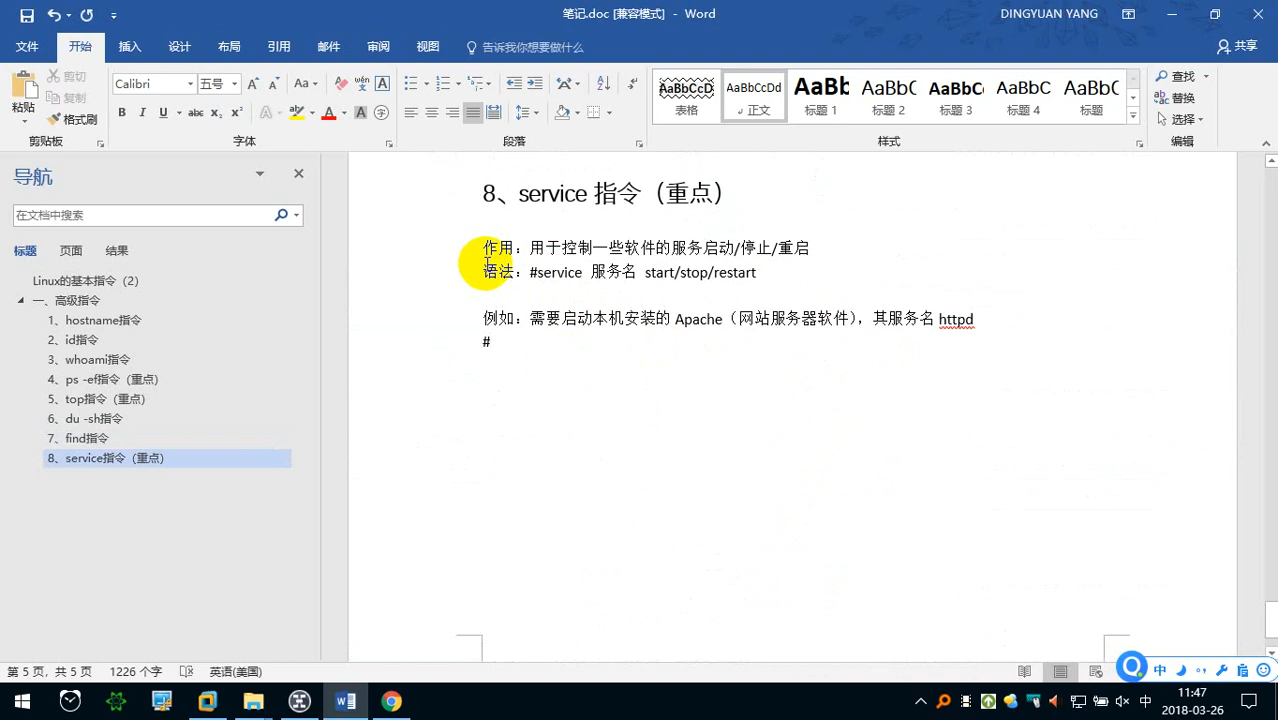 笔记.doc [兼容模式] - Word
DINGYUAN YANG
文件 开始 插入 设计 布局 引用 邮件 审阅 视图 告诉我你想要做什么 共享
粘贴
剪切
复制
格式刷
剪贴板
Calibri 五号
字体
段落
AaBbCcD 表格
AaBbCcDd 正文
AaBb 标题 1
AaBbC 标题 2
AaBbC 标题 3
AaBbC 标题 4
AaBbC 标题
样式
查找
替换
选择
编辑
导航
在文档中搜索
标题 页面 结果
Linux的基本指令（2）
一、高级指令
1、hostname指令
2、id指令
3、whoami指令
4、ps -ef指令（重点）
5、top指令（重点）
6、du -sh指令
7、find指令
8、service指令（重点）
8、service 指令（重点）
作用：用于控制一些软件的服务启动/停止/重启
语法：#service 服务名 start/stop/restart
例如：需要启动本机安装的 Apache（网站服务器软件），其服务名 httpd
#
第 5 页，共 5 页 1226 个字 英语(美国)
中
中
11:47
2018-03-26